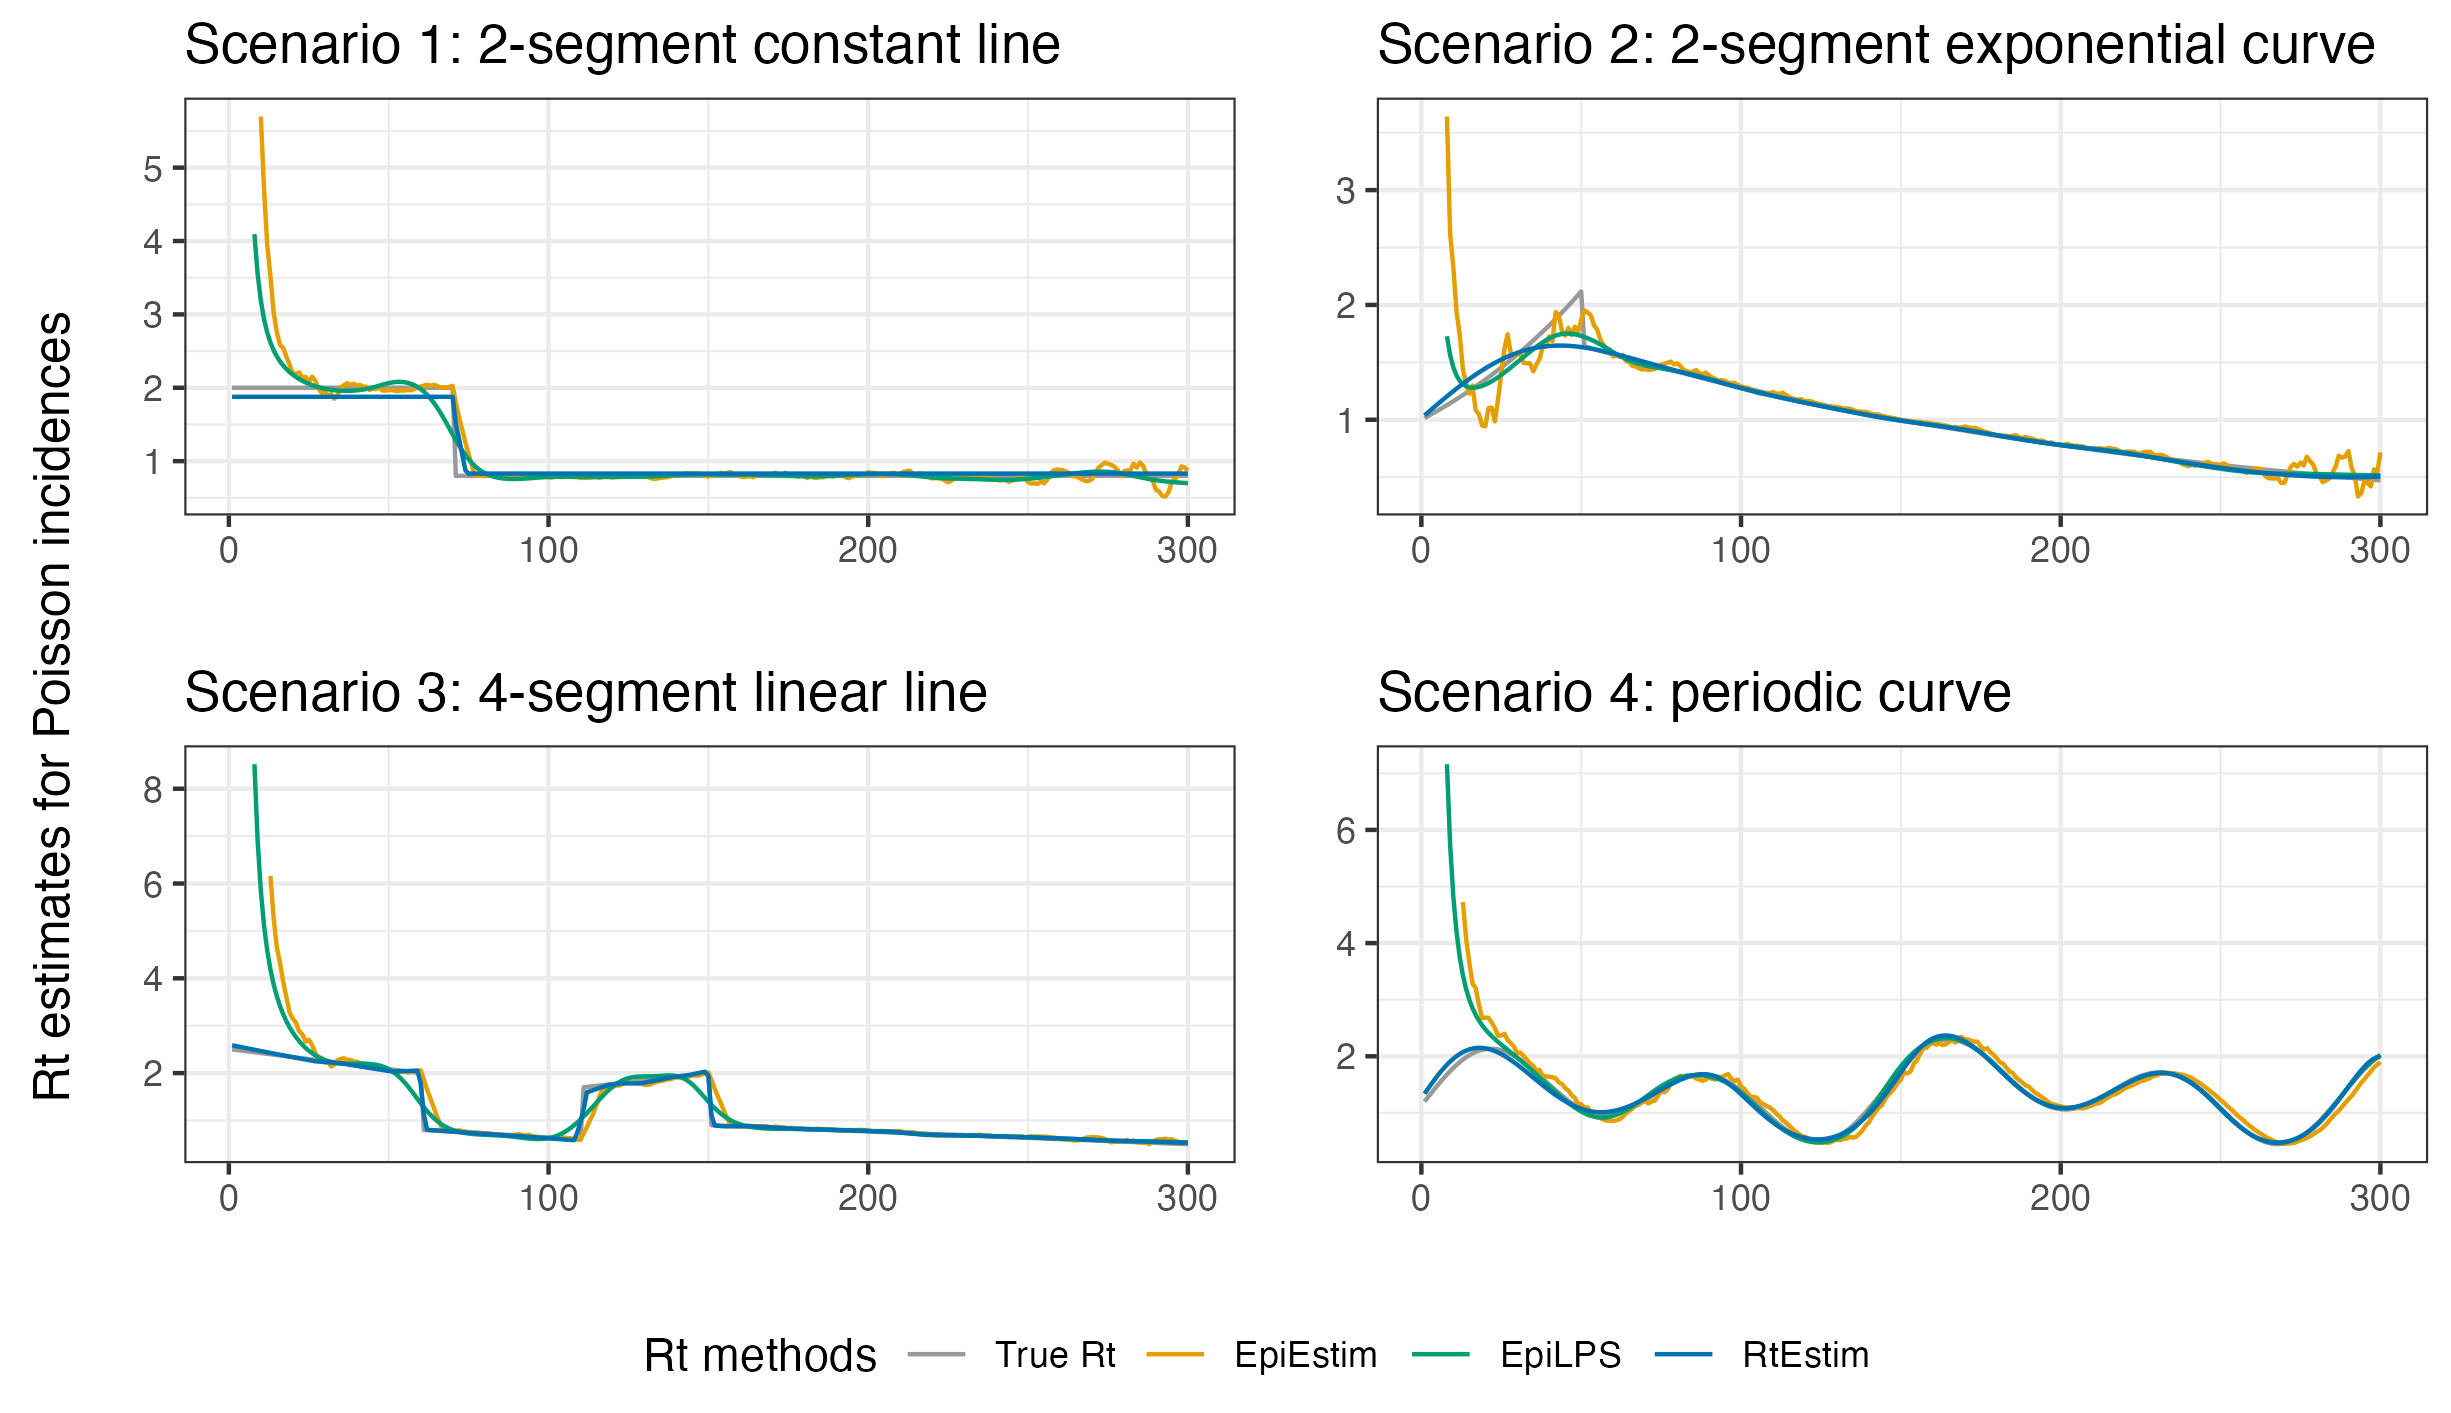 Scenario 1: 2-segment constant line
Scenario 2: 2-segment exponential curve
Rt estimates for Poisson incidences
5
4
3
2
1
0 100 200 300
3
2
1
0 100 200 300
Scenario 3: 4-segment linear line
Scenario 4: periodic curve
8
6
4
2
0 100 200 300
6
4
2
0 100 200 300
Rt methods True Rt EpiEstim EpiLPS RtEstim